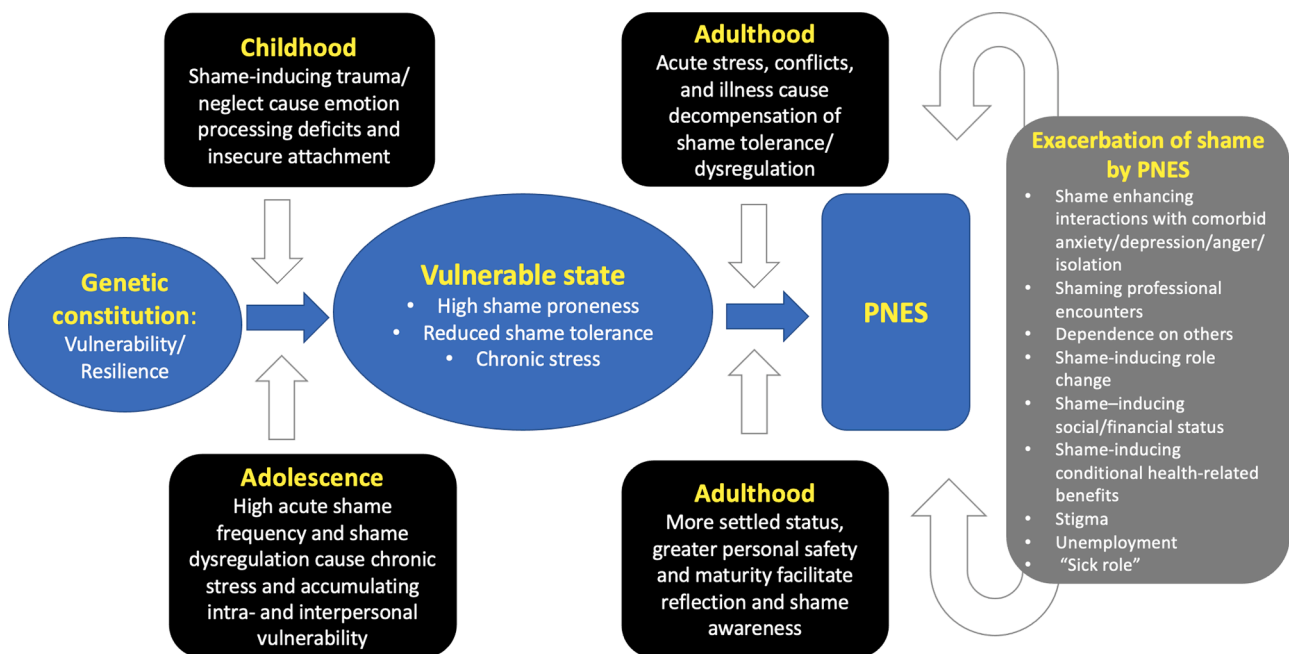 Childhood
Shame-inducing trauma/
neglect cause emotion
processing deficits and
insecure attachment
Adulthood
Acute stress, conflicts,
and illness cause
decompensation of
shame tolerance/
dysregulation
Genetic
constitution:
Vulnerability/
Resilience
Vulnerable state
• High shame proneness
• Reduced shame tolerance
• Chronic stress
PNES
Exacerbation of shame
by PNES
• Shame enhancing
interactions with comorbid
anxiety/depression/anger/
isolation
• Shaming professional
encounters
• Dependence on others
• Shame-inducing role
change
• Shame–inducing
social/financial status
• Shame-inducing
conditional health-related
benefits
• Stigma
• Unemployment
• “Sick role”
Adolescence
High acute shame
frequency and shame
dysregulation cause chronic
stress and accumulating
intra- and interpersonal
vulnerability
Adulthood
More settled status,
greater personal safety
and maturity facilitate
reflection and shame
awareness